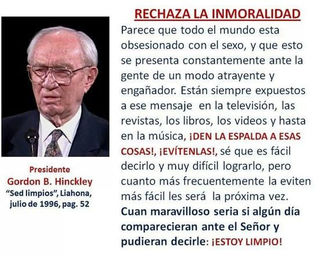 RECHAZA LA INMORALIDAD
Parece que todo el mundo esta
obsesionado con el sexo, y que esto
se presenta constantemente ante la
gente de un modo atrayente y
engañador. Están siempre expuestos
a ese mensaje en la televisión, las
revistas, los libros, los videos y hasta
en la música, ¡DEN LA ESPALDA A ESAS
COSAS!, ¡EVÍTENLAS!, sé que es fácil
decirlo y muy difícil lograrlo, pero
cuanto más frecuentemente la eviten
más fácil les será la próxima vez.
Cuan maravilloso seria si algún día
comparecieran ante el Señor y
pudieran decirle: ¡ESTOY LIMPIO!
Presidente
Gordon B. Hinckley
“Sed limpios”, Liahona,
julio de 1996, pag. 52